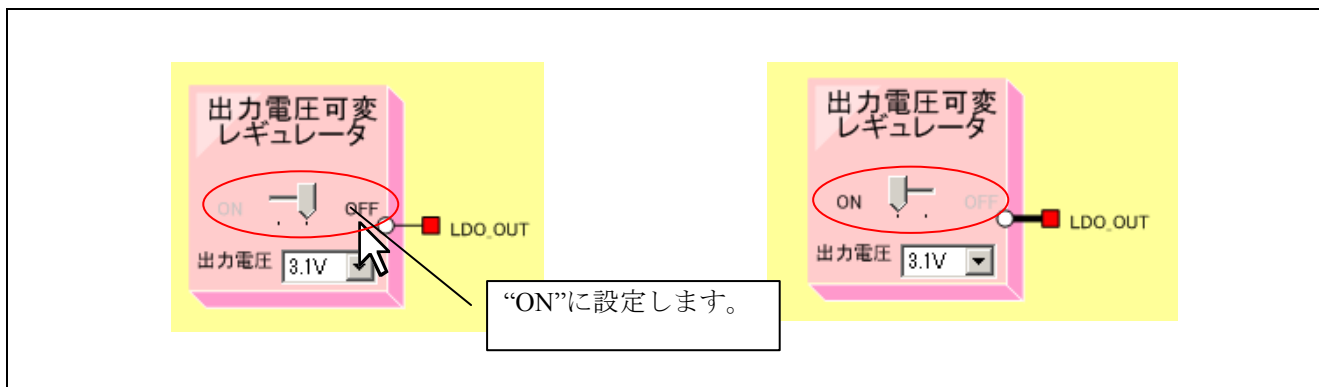 出力電圧可変
レギュレータ
ON OFF
LDO_OUT
出力電圧 3.1V
“ON”に設定します。
出力電圧可変
レギュレータ
ON OFF
LDO_OUT
出力電圧 3.1V